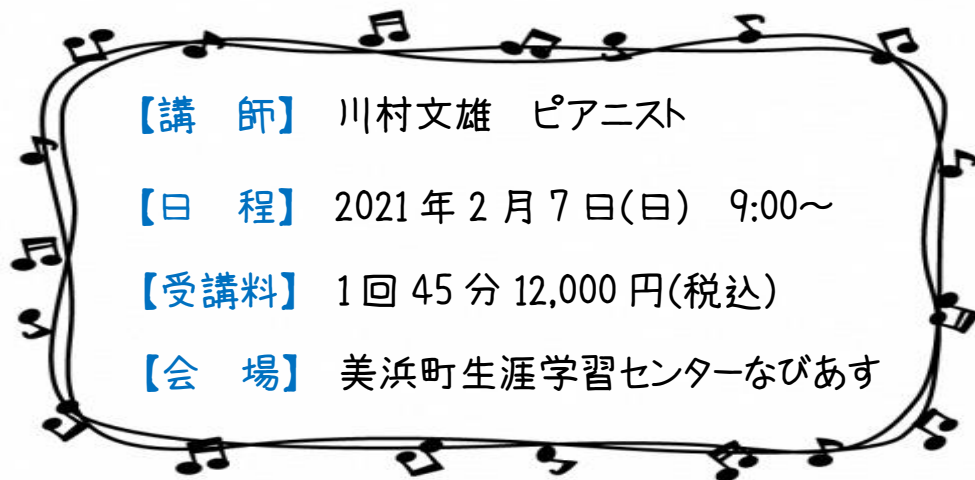 【講　師】 川村文雄　ピアニスト
【日　程】 2021年2月7日(日)　9:00～
【受講料】 1回45分12,000円(税込)
【会　場】 美浜町生涯学習センターなびあす